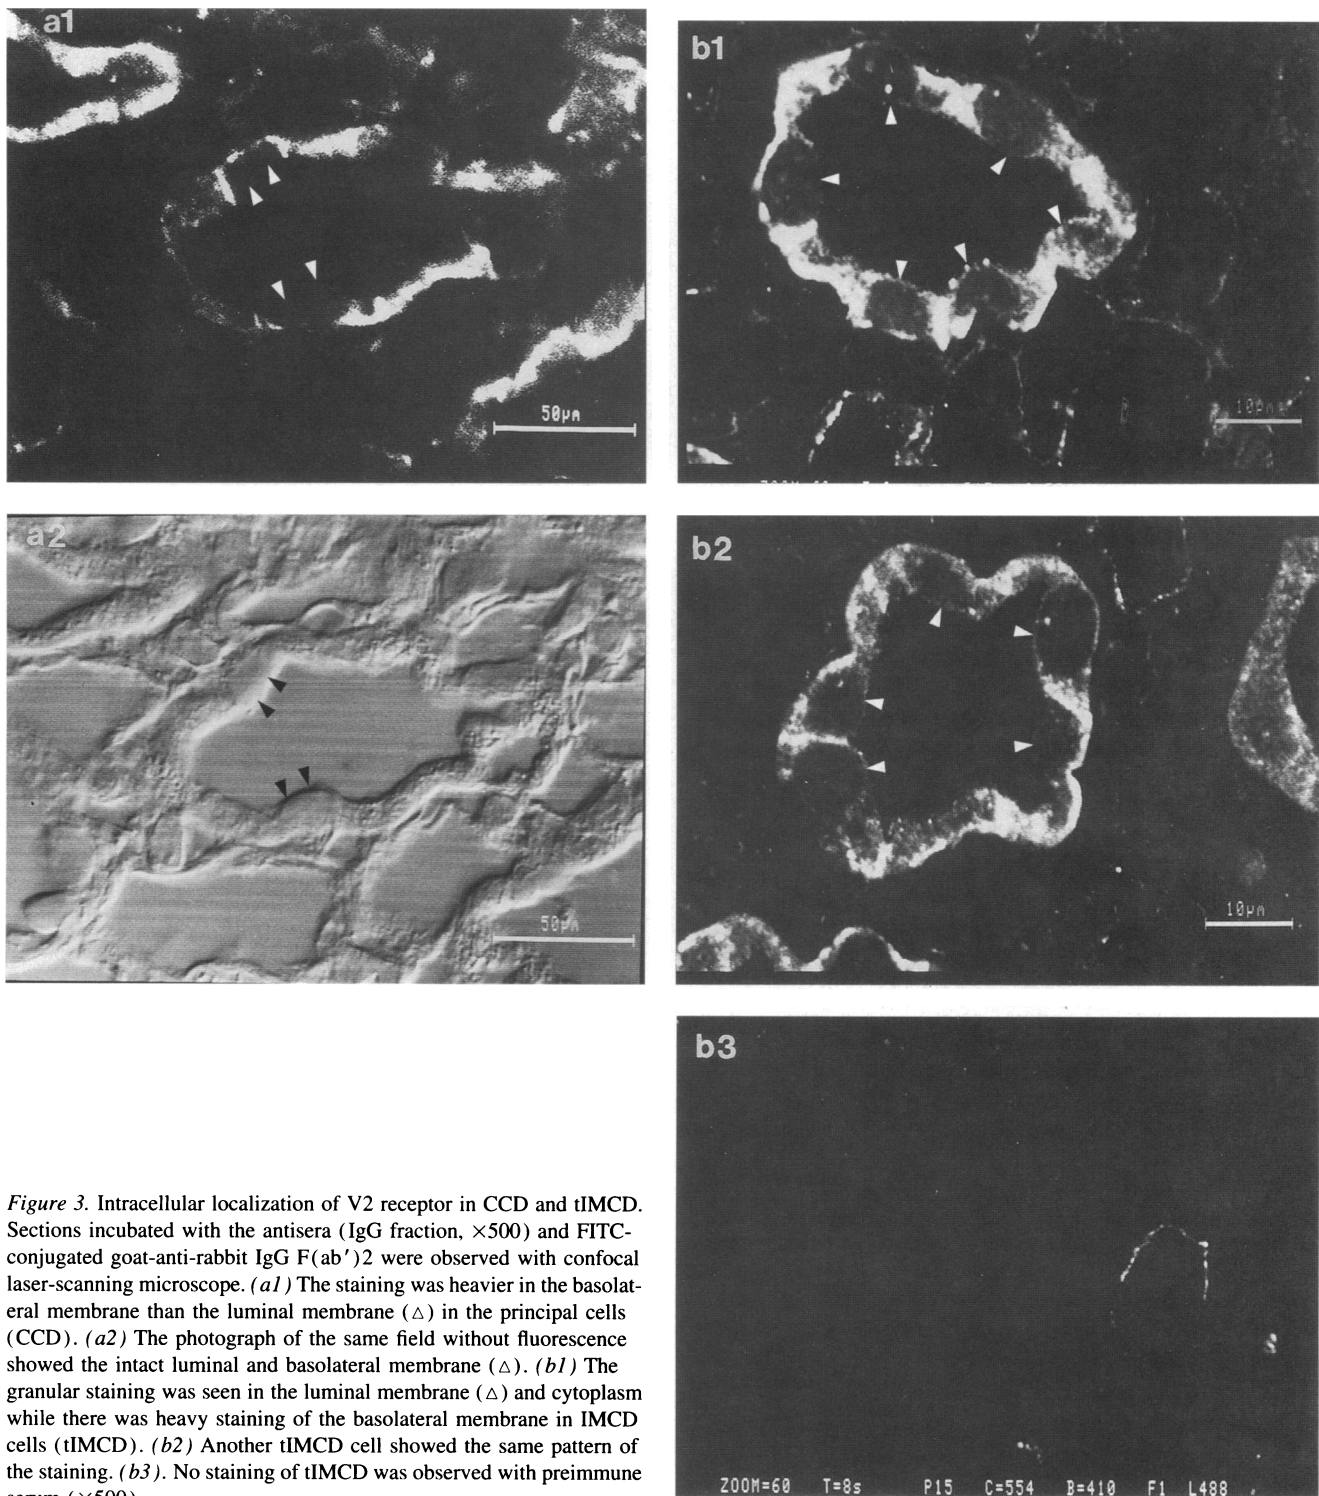 a1
50µm
b1
10µm
a2
50µm
b2
10µm
b3
ZOOM=60 T=8s P15 C=554 B=410 F1 L488
Figure 3. Intracellular localization of V2 receptor in CCD and tIMCD.
Sections incubated with the antisera (IgG fraction, ×500) and FITC-
conjugated goat-anti-rabbit IgG F(ab′)2 were observed with confocal
laser-scanning microscope. (a1) The staining was heavier in the basolat-
eral membrane than the luminal membrane (△) in the principal cells
(CCD). (a2) The photograph of the same field without fluorescence
showed the intact luminal and basolateral membrane (△). (b1) The
granular staining was seen in the luminal membrane (△) and cytoplasm
while there was heavy staining of the basolateral membrane in IMCD
cells (tIMCD). (b2) Another tIMCD cell showed the same pattern of
the staining. (b3). No staining of tIMCD was observed with preimmune